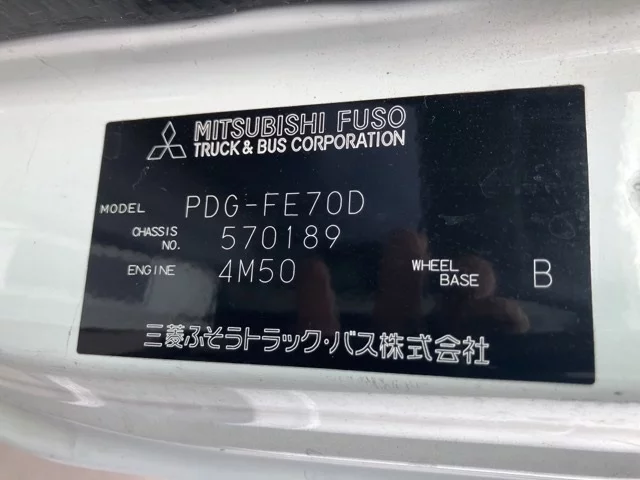 MITSUBISHI FUSO
TRUCK & BUS CORPORATION
MODEL PDG-FE70D
CHASSIS NO. 570189
ENGINE 4M50 WHEEL BASE B
三菱ふそうトラック・バス株式会社